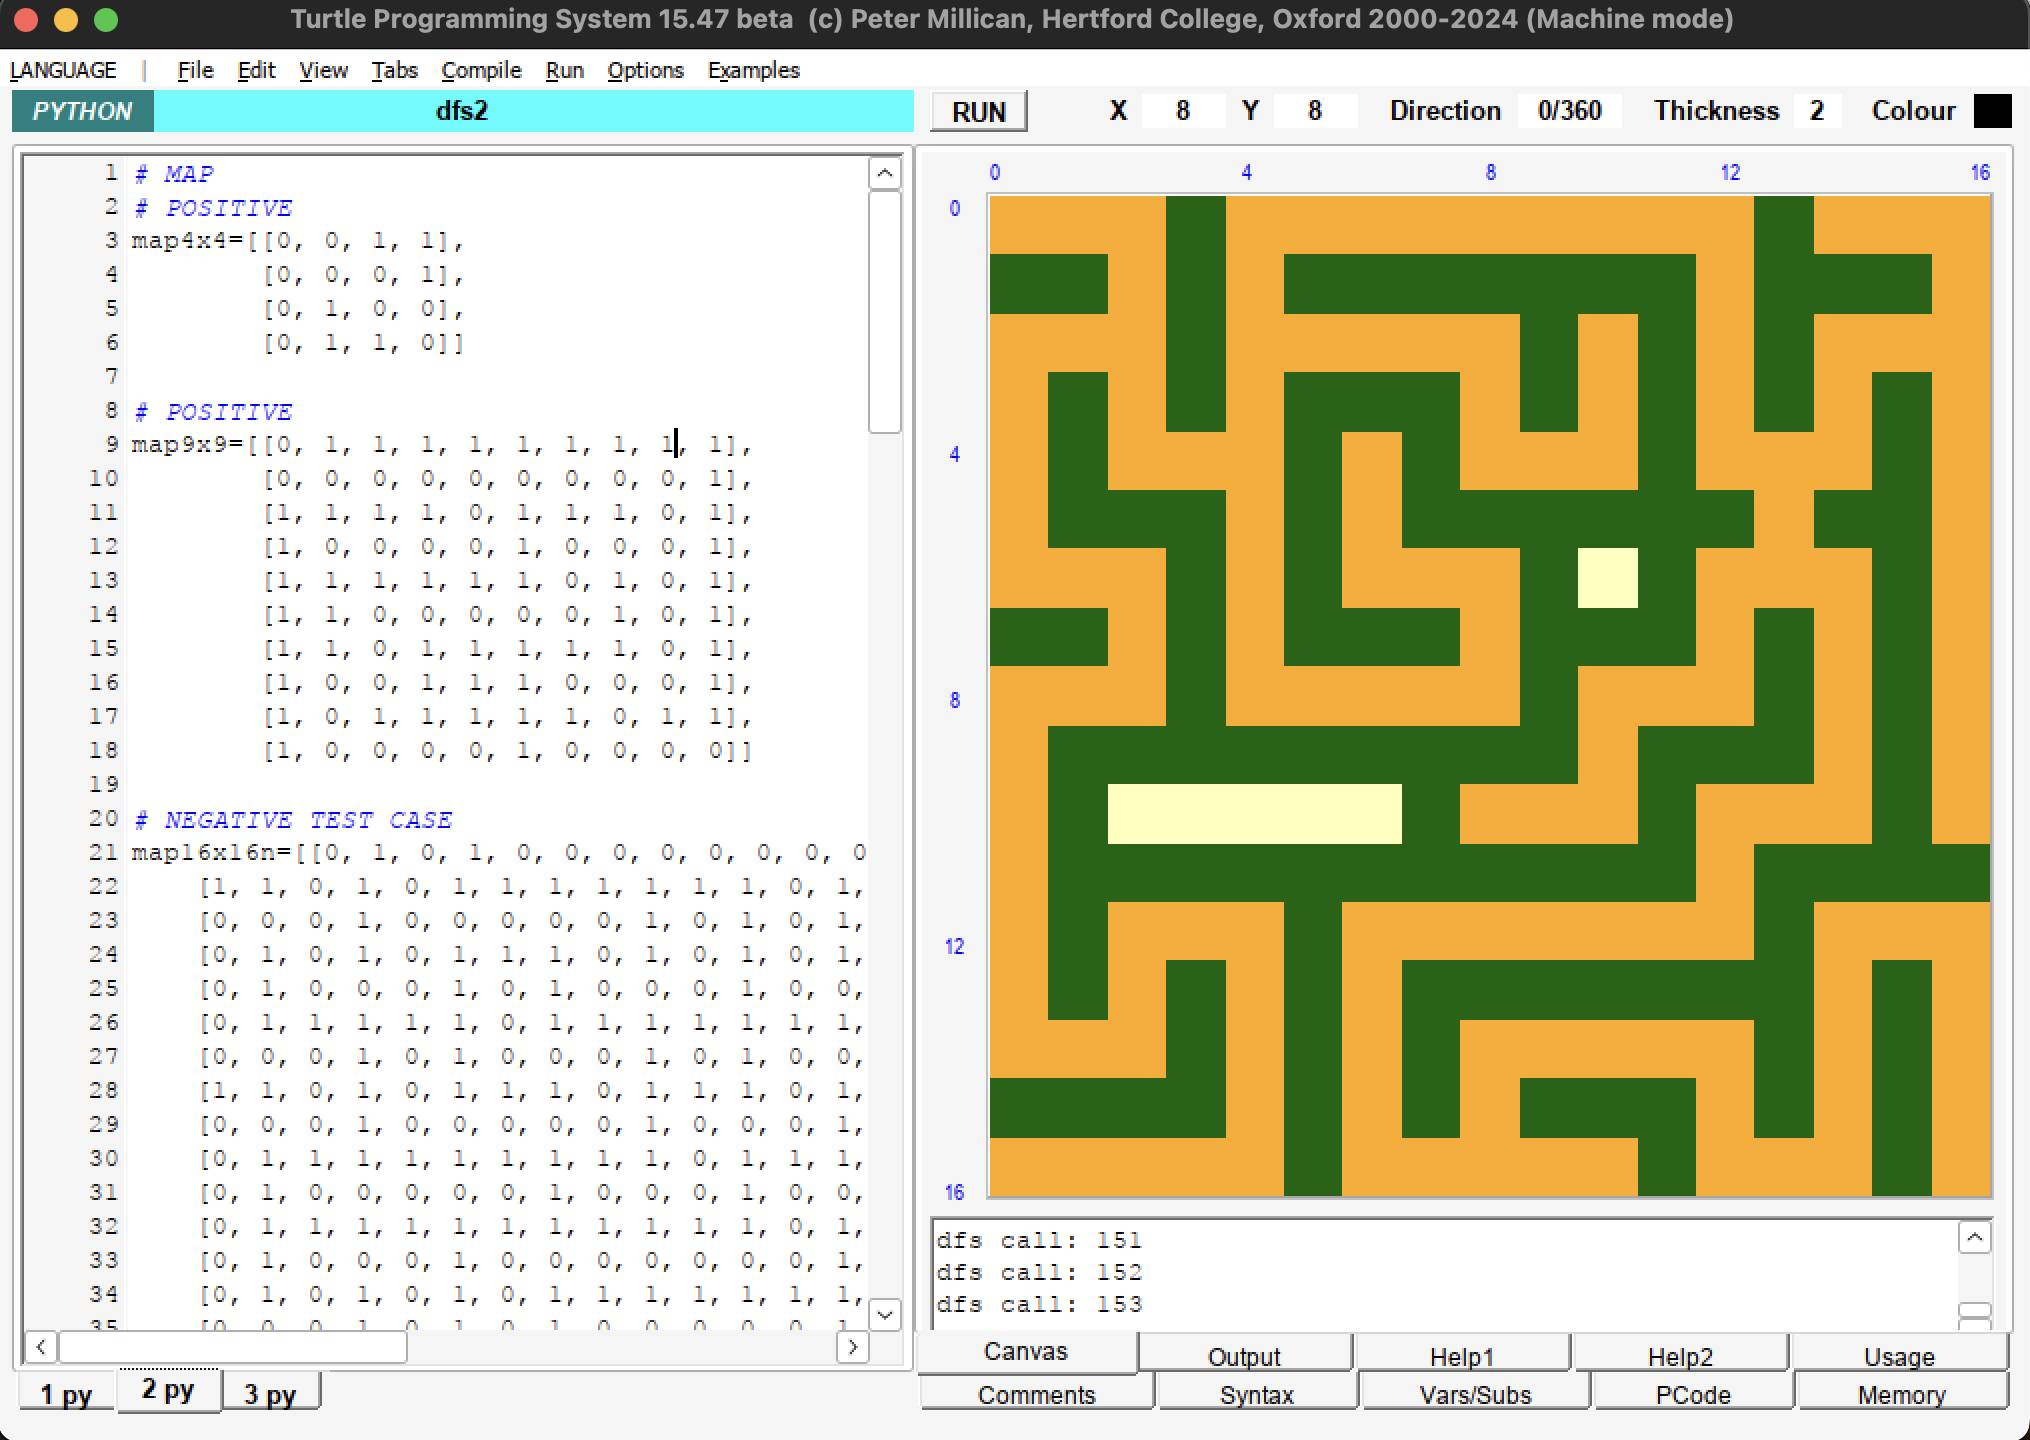 Turtle Programming System 15.47 beta  (c) Peter Millican, Hertford College, Oxford 2000-2024 (Machine mode)
LANGUAGE | File Edit View Tabs Compile Run Options Examples
PYTHON dfs2 RUN X 8 Y 8 Direction 0/360 Thickness 2 Colour
1 # MAP
2 # POSITIVE
3 map4x4=[[0, 0, 1, 1],
4 [0, 0, 0, 1],
5 [0, 1, 0, 0],
6 [0, 1, 1, 0]]
7
8 # POSITIVE
9 map9x9=[[0, 1, 1, 1, 1, 1, 1, 1, 1, 1],
10 [0, 0, 0, 0, 0, 0, 0, 0, 0, 1],
11 [1, 1, 1, 1, 0, 1, 1, 1, 0, 1],
12 [1, 0, 0, 0, 0, 1, 0, 0, 0, 1],
13 [1, 1, 1, 1, 1, 1, 0, 1, 0, 1],
14 [1, 1, 0, 0, 0, 0, 0, 1, 0, 1],
15 [1, 1, 0, 1, 1, 1, 1, 1, 0, 1],
16 [1, 0, 0, 1, 1, 1, 0, 0, 0, 1],
17 [1, 0, 1, 1, 1, 1, 1, 0, 1, 1],
18 [1, 0, 0, 0, 0, 1, 0, 0, 0, 0]]
19
20 # NEGATIVE TEST CASE
21 map16x16n=[[0, 1, 0, 1, 0, 0, 0, 0, 0, 0, 0, 0
22 [1, 1, 0, 1, 0, 1, 1, 1, 1, 1, 1, 1, 0, 1,
23 [0, 0, 0, 1, 0, 0, 0, 0, 0, 1, 0, 1, 0, 1,
24 [0, 1, 0, 1, 0, 1, 1, 1, 0, 1, 0, 1, 0, 1,
25 [0, 1, 0, 0, 0, 1, 0, 1, 0, 0, 0, 1, 0, 0,
26 [0, 1, 1, 1, 1, 1, 0, 1, 1, 1, 1, 1, 1, 1,
27 [0, 0, 0, 1, 0, 1, 0, 0, 0, 1, 0, 1, 0, 0,
28 [1, 1, 0, 1, 0, 1, 1, 1, 0, 1, 1, 1, 0, 1,
29 [0, 0, 0, 1, 0, 0, 0, 0, 0, 1, 0, 0, 0, 1,
30 [0, 1, 1, 1, 1, 1, 1, 1, 1, 1, 0, 1, 1, 1,
31 [0, 1, 0, 0, 0, 0, 0, 1, 0, 0, 0, 1, 0, 0,
32 [0, 1, 1, 1, 1, 1, 1, 1, 1, 1, 1, 1, 0, 1,
33 [0, 1, 0, 0, 0, 1, 0, 0, 0, 0, 0, 0, 0, 1,
34 [0, 1, 0, 1, 0, 1, 0, 1, 1, 1, 1, 1, 1, 1,
35 [0 0 0 1 0 1 0 1 0 0 0 0 0 1
1 py 2 py 3 py
0 4 8 12 16
0
4
8
12
16
dfs call: 151
dfs call: 152
dfs call: 153
Canvas Output Help1 Help2 Usage
Comments Syntax Vars/Subs PCode Memory